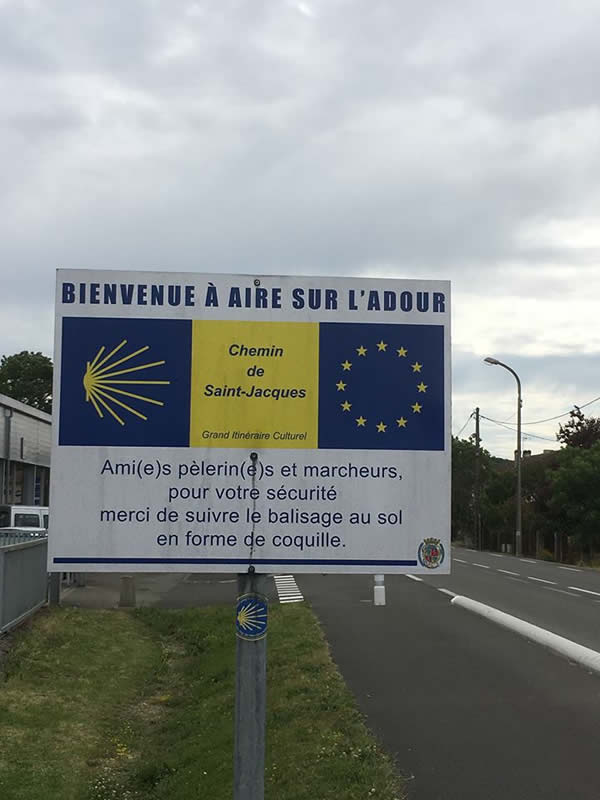 BIENVENUE À AIRE SUR L'ADOUR
Chemin
de
Saint-Jacques
Grand Itinéraire Culturel
Ami(e)s pèlerin(e)s et marcheurs,
pour votre sécurité
merci de suivre le balisage au sol
en forme de coquille.